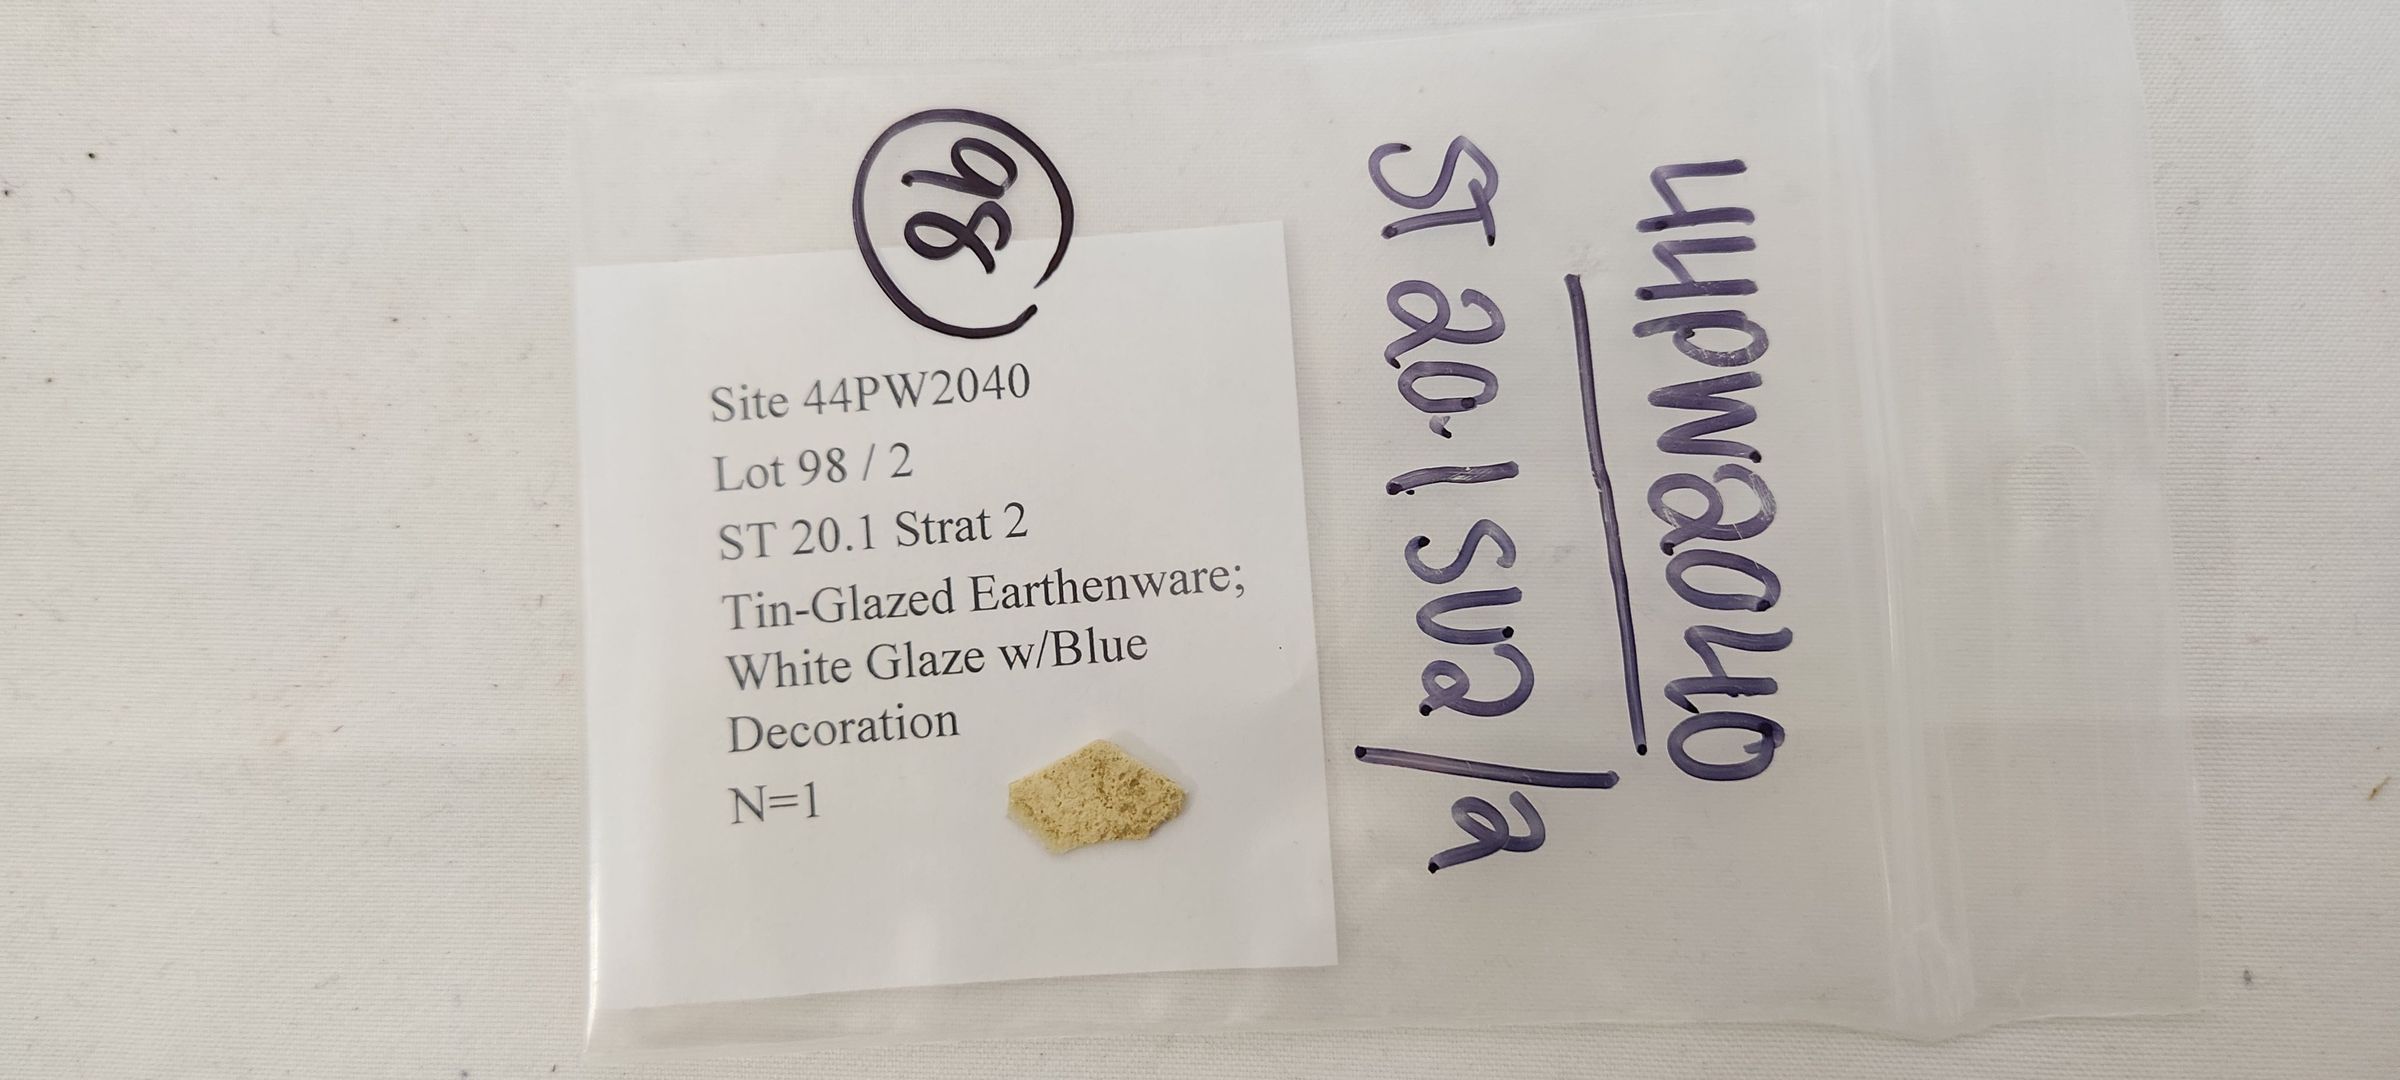 98
Site 44PW2040
Lot 98 / 2
ST 20.1 Strat 2
Tin-Glazed Earthenware;
White Glaze w/Blue
Decoration
N=1
44PW2040
ST 20.1 SV2/2